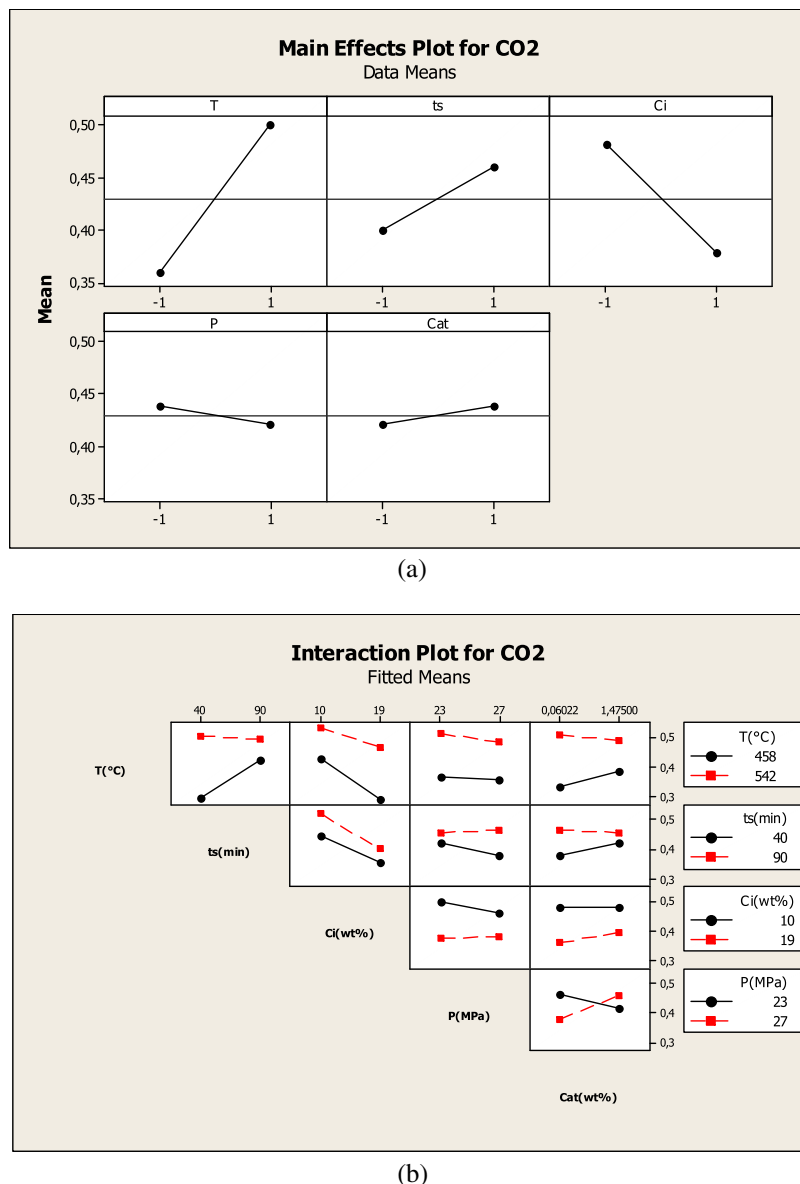 Main Effects Plot for CO2
Data Means
T ts Ci
0,50
0,45
0,40
0,35
-1 1 -1 1
P Cat
0,50
0,45
0,40
0,35
-1 1 -1 1
Mean
(a)
Interaction Plot for CO2
Fitted Means
40 90 10 19 23 27 0,06022 1,47500
T(°C)
0,5
0,4
0,3
T(°C)
458
542
ts(min)
0,5
0,4
0,3
ts(min)
40
90
Ci(wt%)
0,5
0,4
0,3
Ci(wt%)
10
19
P(MPa)
0,5
0,4
0,3
P(MPa)
23
27
Cat(wt%)
(b)